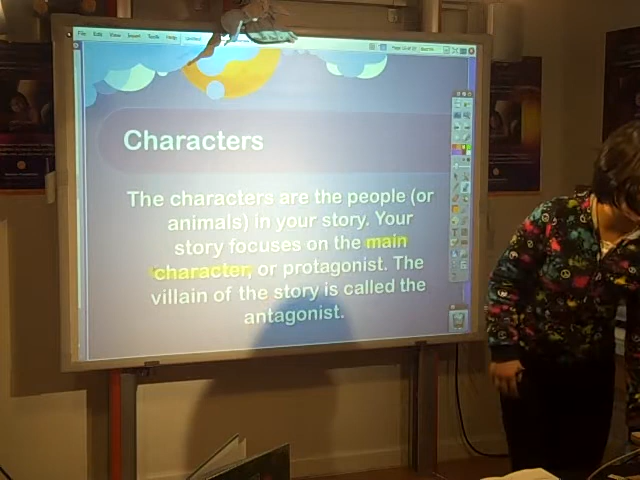 File Edit View Insert Tools Help
Characters
The characters are the people (or
animals) in your story. Your
story focuses on the main
character, or protagonist. The
villain of the story is called the
antagonist.